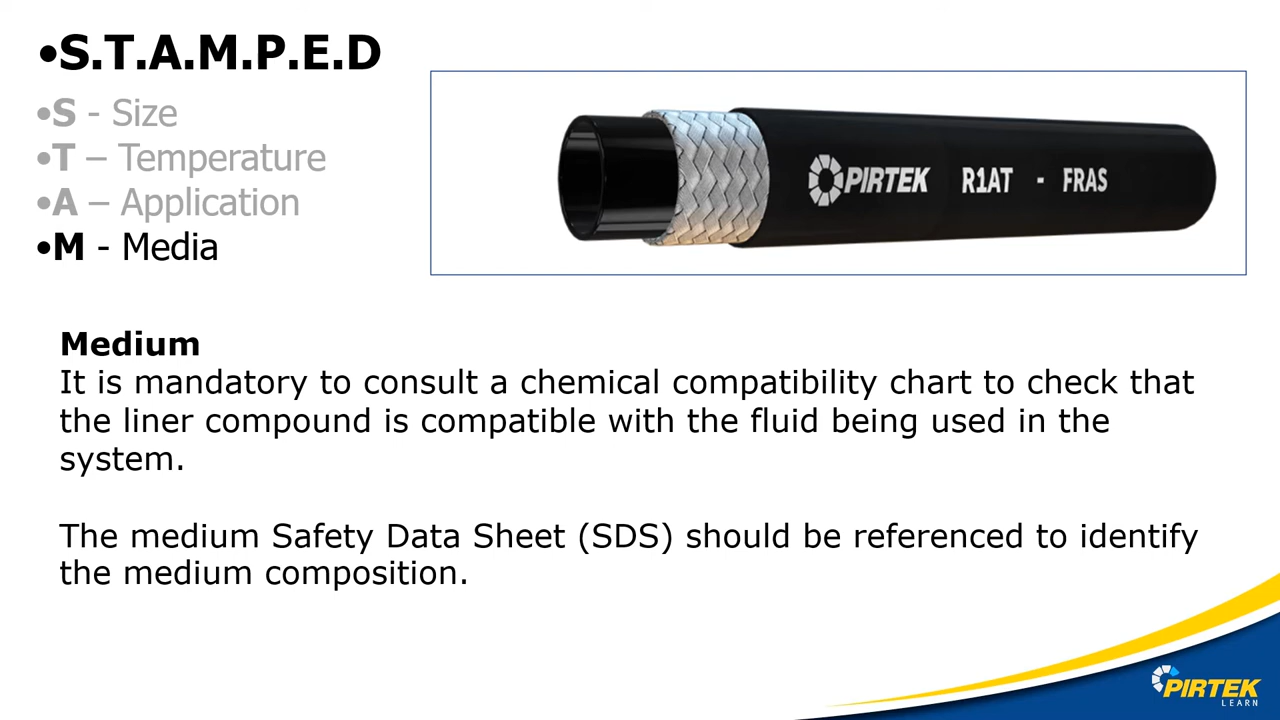 •S.T.A.M.P.E.D
•S - Size
•T – Temperature
•A – Application
•M - Media
PIRTEK R1AT - FRAS
Medium
It is mandatory to consult a chemical compatibility chart to check that
the liner compound is compatible with the fluid being used in the
system.
The medium Safety Data Sheet (SDS) should be referenced to identify
the medium composition.
PIRTEK
LEARN